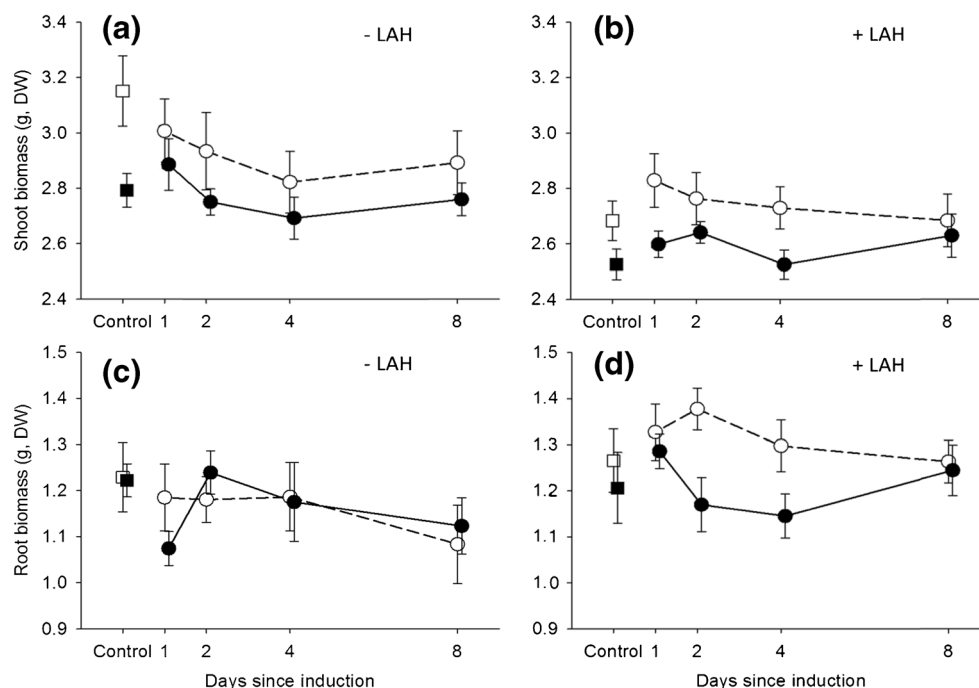 (a)
- LAH
3.4
3.2
3.0
2.8
2.6
2.4
Shoot biomass (g, DW)
Control 1 2 4 8
(b)
+ LAH
3.4
3.2
3.0
2.8
2.6
2.4
Control 1 2 4 8
(c)
- LAH
1.5
1.4
1.3
1.2
1.1
1.0
0.9
Root biomass (g, DW)
Control 1 2 4 8
Days since induction
(d)
+ LAH
1.5
1.4
1.3
1.2
1.1
1.0
0.9
Control 1 2 4 8
Days since induction